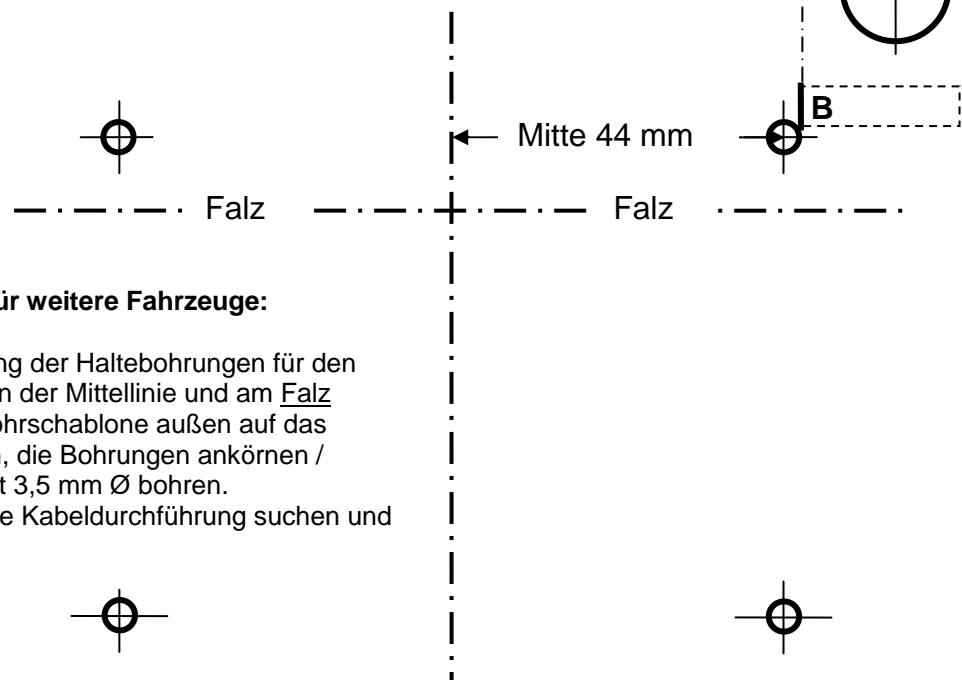 B
Mitte 44 mm
Falz Falz
ür weitere Fahrzeuge:
ng der Haltebohrungen für den
n der Mittellinie und am Falz
ohrschablone außen auf das
, die Bohrungen ankörnen /
t 3,5 mm Ø bohren.
e Kabeldurchführung suchen und